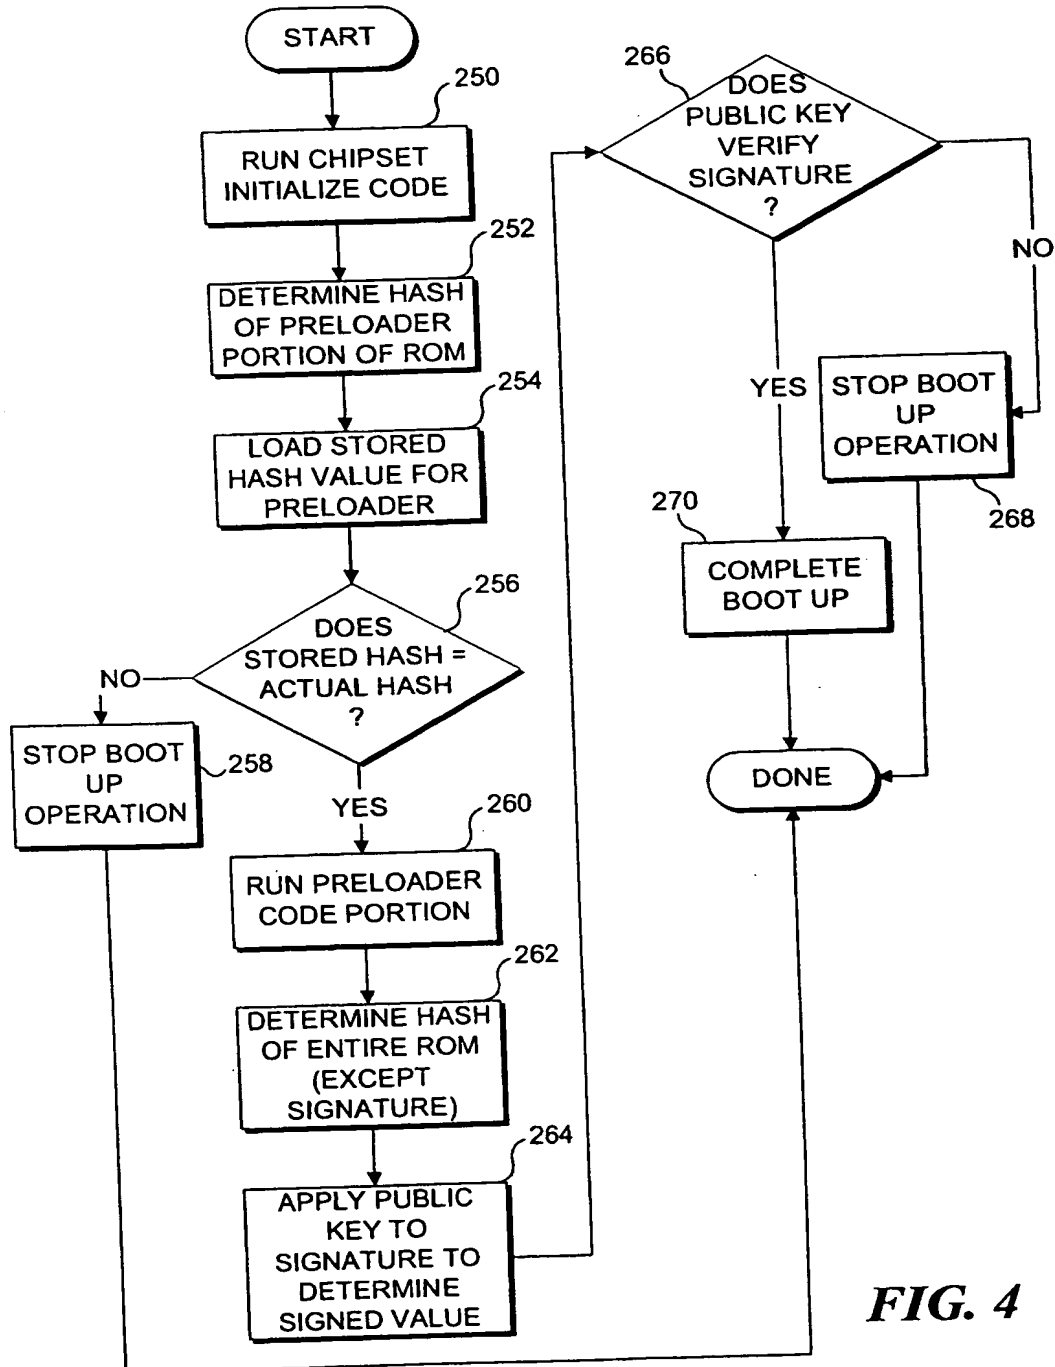 START
250
RUN CHIPSET
INITIALIZE CODE
252
DETERMINE HASH
OF PRELOADER
PORTION OF ROM
254
LOAD STORED
HASH VALUE FOR
PRELOADER
256
DOES
STORED HASH =
ACTUAL HASH
?
NO
STOP BOOT
UP
OPERATION
258
YES
260
RUN PRELOADER
CODE PORTION
262
DETERMINE HASH
OF ENTIRE ROM
(EXCEPT
SIGNATURE)
264
APPLY PUBLIC
KEY TO
SIGNATURE TO
DETERMINE
SIGNED VALUE
266
DOES
PUBLIC KEY
VERIFY
SIGNATURE
?
NO
YES
STOP BOOT
UP
OPERATION
268
270
COMPLETE
BOOT UP
DONE
FIG. 4